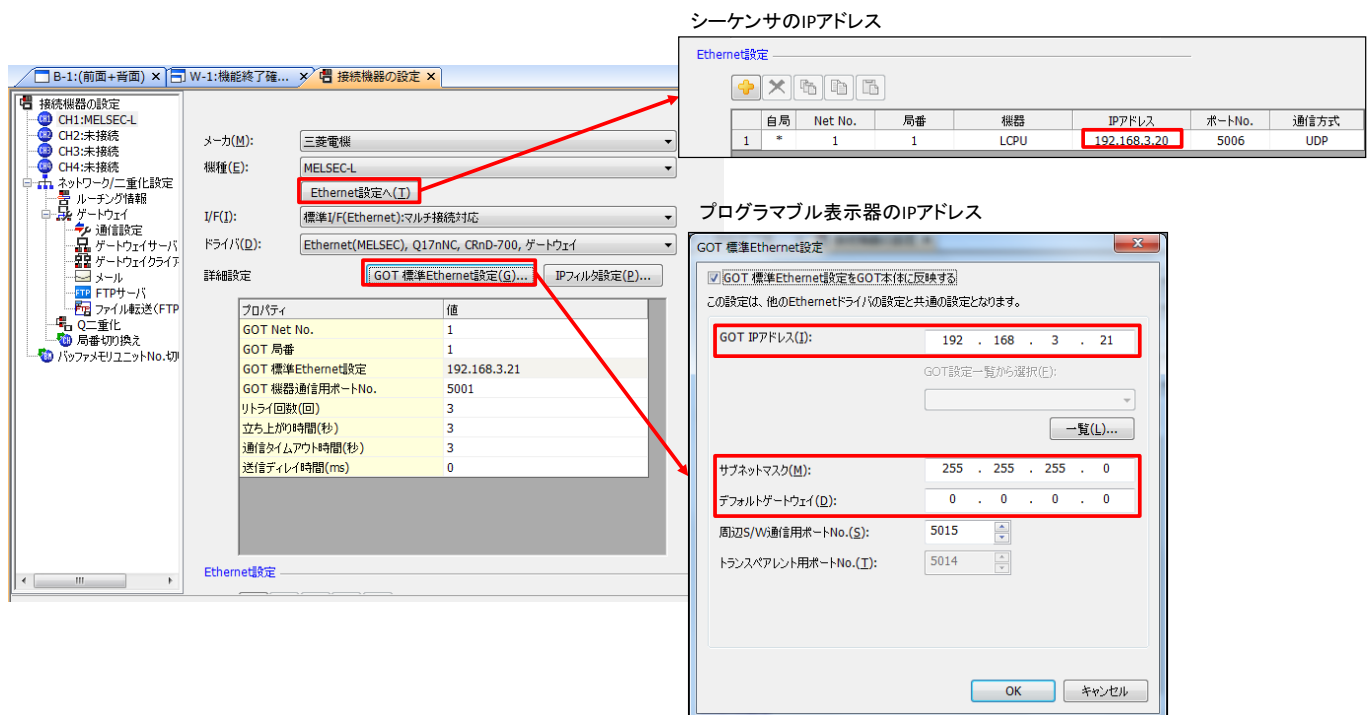 シーケンサのIPアドレス
Ethernet設定
自局 Net No. 局番 機器 IPアドレス ポートNo. 通信方式
1 * 1 1 LCPU 192.168.3.20 5006 UDP
B-1:(前面+背面) W-1:機能終了確... 接続機器の設定
接続機器の設定
CH1:MELSEC-L
CH2:未接続
CH3:未接続
CH4:未接続
ネットワーク/二重化設定
ルーチング情報
ゲートウェイ
通信設定
ゲートウェイサーバ
ゲートウェイクライア
メール
FTP FTPサーバ
ファイル転送(FTP
Q二重化
局番切り換え
バッファメモリユニットNo.切
メーカ(M): 三菱電機
機種(E): MELSEC-L
Ethernet設定へ(T)
I/F(I): 標準I/F(Ethernet):マルチ接続対応
ドライバ(D): Ethernet(MELSEC), Q17nNC, CRnD-700, ゲートウェイ
詳細設定 GOT 標準Ethernet設定(G)... IPフィルタ設定(P)...
プロパティ 値
GOT Net No. 1
GOT 局番 1
GOT 標準Ethernet設定 192.168.3.21
GOT 機器通信用ポートNo. 5001
リトライ回数(回) 3
立ち上がり時間(秒) 3
通信タイムアウト時間(秒) 3
送信ディレイ時間(ms) 0
Ethernet設定
プログラマブル表示器のIPアドレス
GOT 標準Ethernet設定
GOT 標準Ethernet設定をGOT本体に反映する
この設定は、他のEthernetドライバの設定と共通の設定となります。
GOT IPアドレス(I): 192 . 168 . 3 . 21
GOT設定一覧から選択(F):
一覧(L)...
サブネットマスク(M): 255 . 255 . 255 . 0
デフォルトゲートウェイ(D): 0 . 0 . 0 . 0
周辺S/W通信用ポートNo.(S): 5015
トランスペアレント用ポートNo.(T): 5014
OK キャンセル